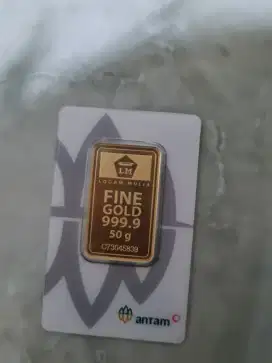 LM
LOGAM MULIA
FINE
GOLD
999.9
50 g
antam